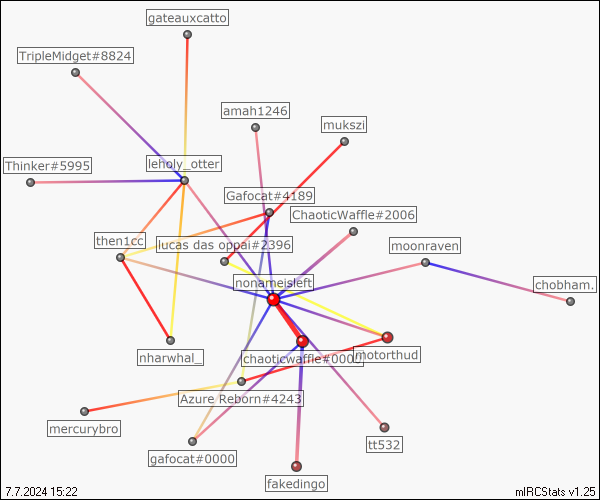 gateauxcatto
TripleMidget#8824
amah1246
mukszi
Thinker#5995
leholy_otter
Gafocat#4189
ChaoticWaffle#2006
then1cc
lucas das oppai#2396
moonraven
nonameisleft
chobham.
nharwhal_
chaoticwaffle#000
motorthud
Azure Reborn#4243
mercurybro
tt532
gafocat#0000
fakedingo
7.7.2024 15:22
mIRCStats v1.25